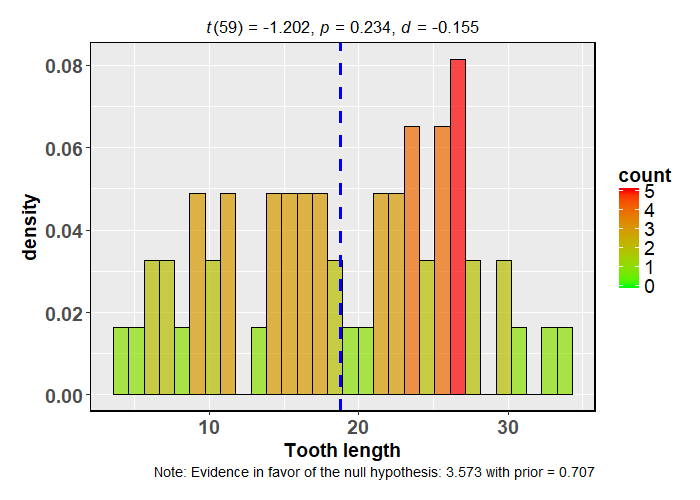 t(59) = -1.202, p = 0.234, d = -0.155
0.08
0.06
0.04
0.02
0.00
density
10 20 30
Tooth length
Note: Evidence in favor of the null hypothesis: 3.573 with prior = 0.707
count
5
4
3
2
1
0